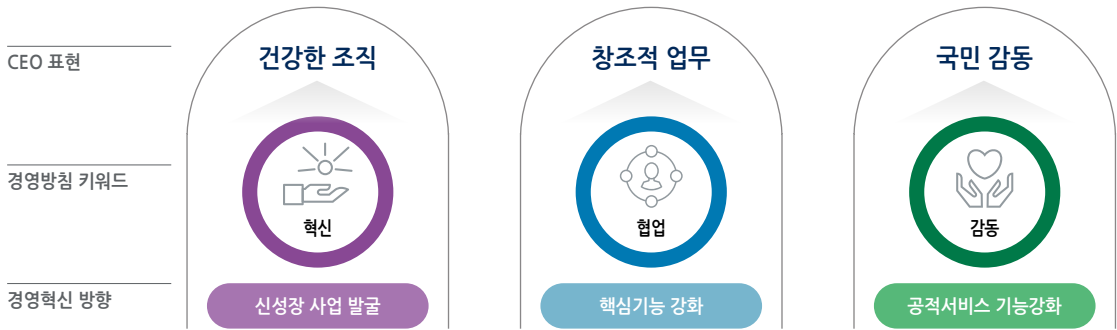 CEO 표현
건강한 조직
창조적 업무
국민 감동
경영방침 키워드
혁신
협업
감동
경영혁신 방향
신성장 사업 발굴
핵심기능 강화
공적서비스 기능강화